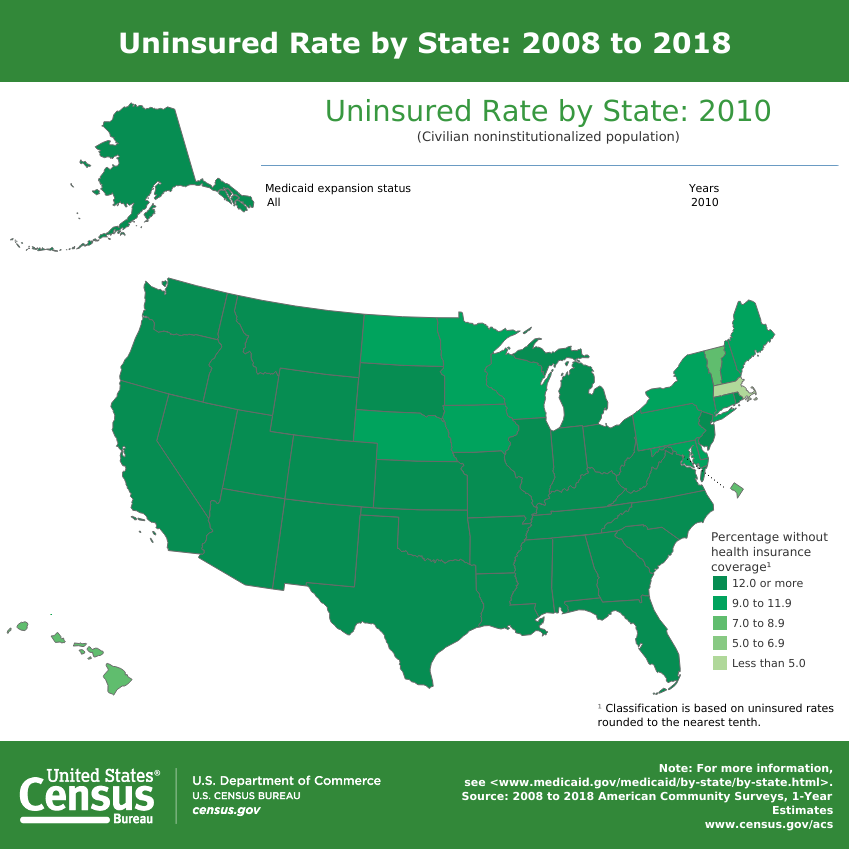 Uninsured Rate by State: 2008 to 2018
Uninsured Rate by State: 2010
(Civilian noninstitutionalized population)
Medicaid expansion status
All
Years
2010
Percentage without
health insurance
coverage¹
12.0 or more
9.0 to 11.9
7.0 to 8.9
5.0 to 6.9
Less than 5.0
¹ Classification is based on uninsured rates
rounded to the nearest tenth.
United States®
Census
Bureau
U.S. Department of Commerce
U.S. CENSUS BUREAU
census.gov
Note: For more information,
see <www.medicaid.gov/medicaid/by-state/by-state.html>.
Source: 2008 to 2018 American Community Surveys, 1-Year
Estimates
www.census.gov/acs